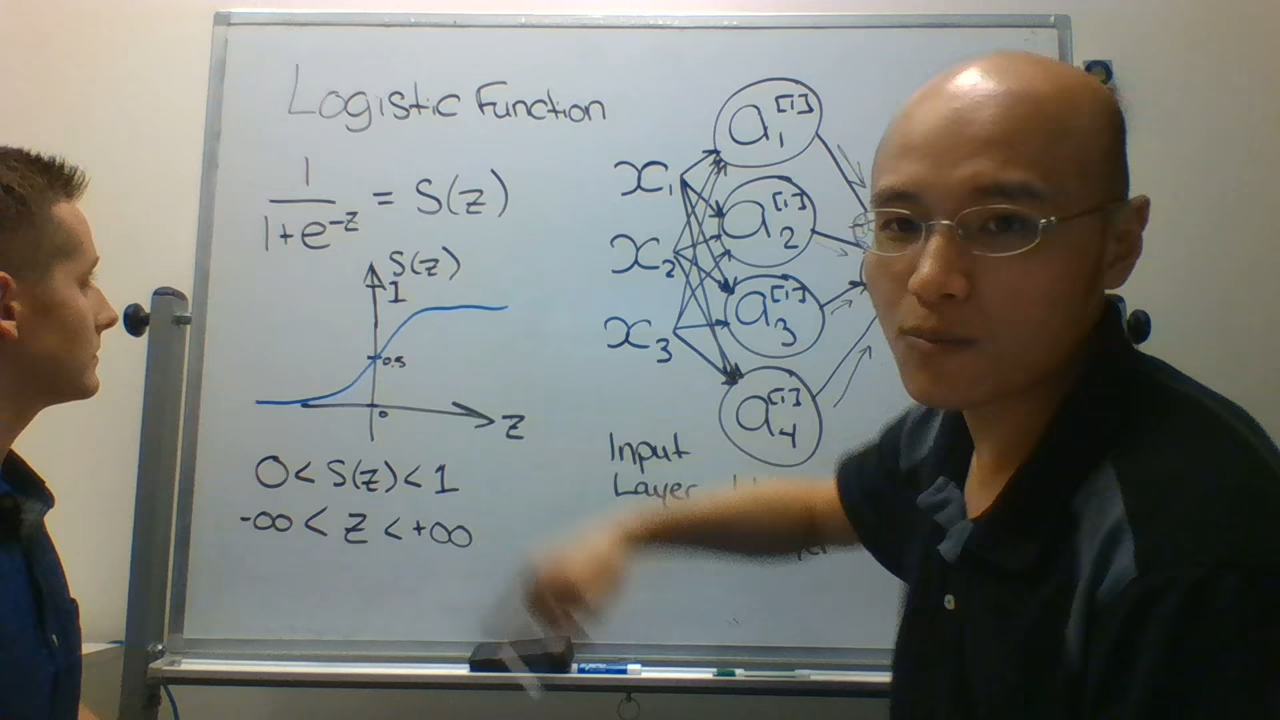 Logistic Function
1
1+e^-z = S(z)
S(z)
1
0.5
0
z
0 < S(z) < 1
-∞ < z < +∞
x₁
x₂
x₃
a₁^[1]
a₂^[1]
a₃^[1]
a₄^[1]
Input
Layer